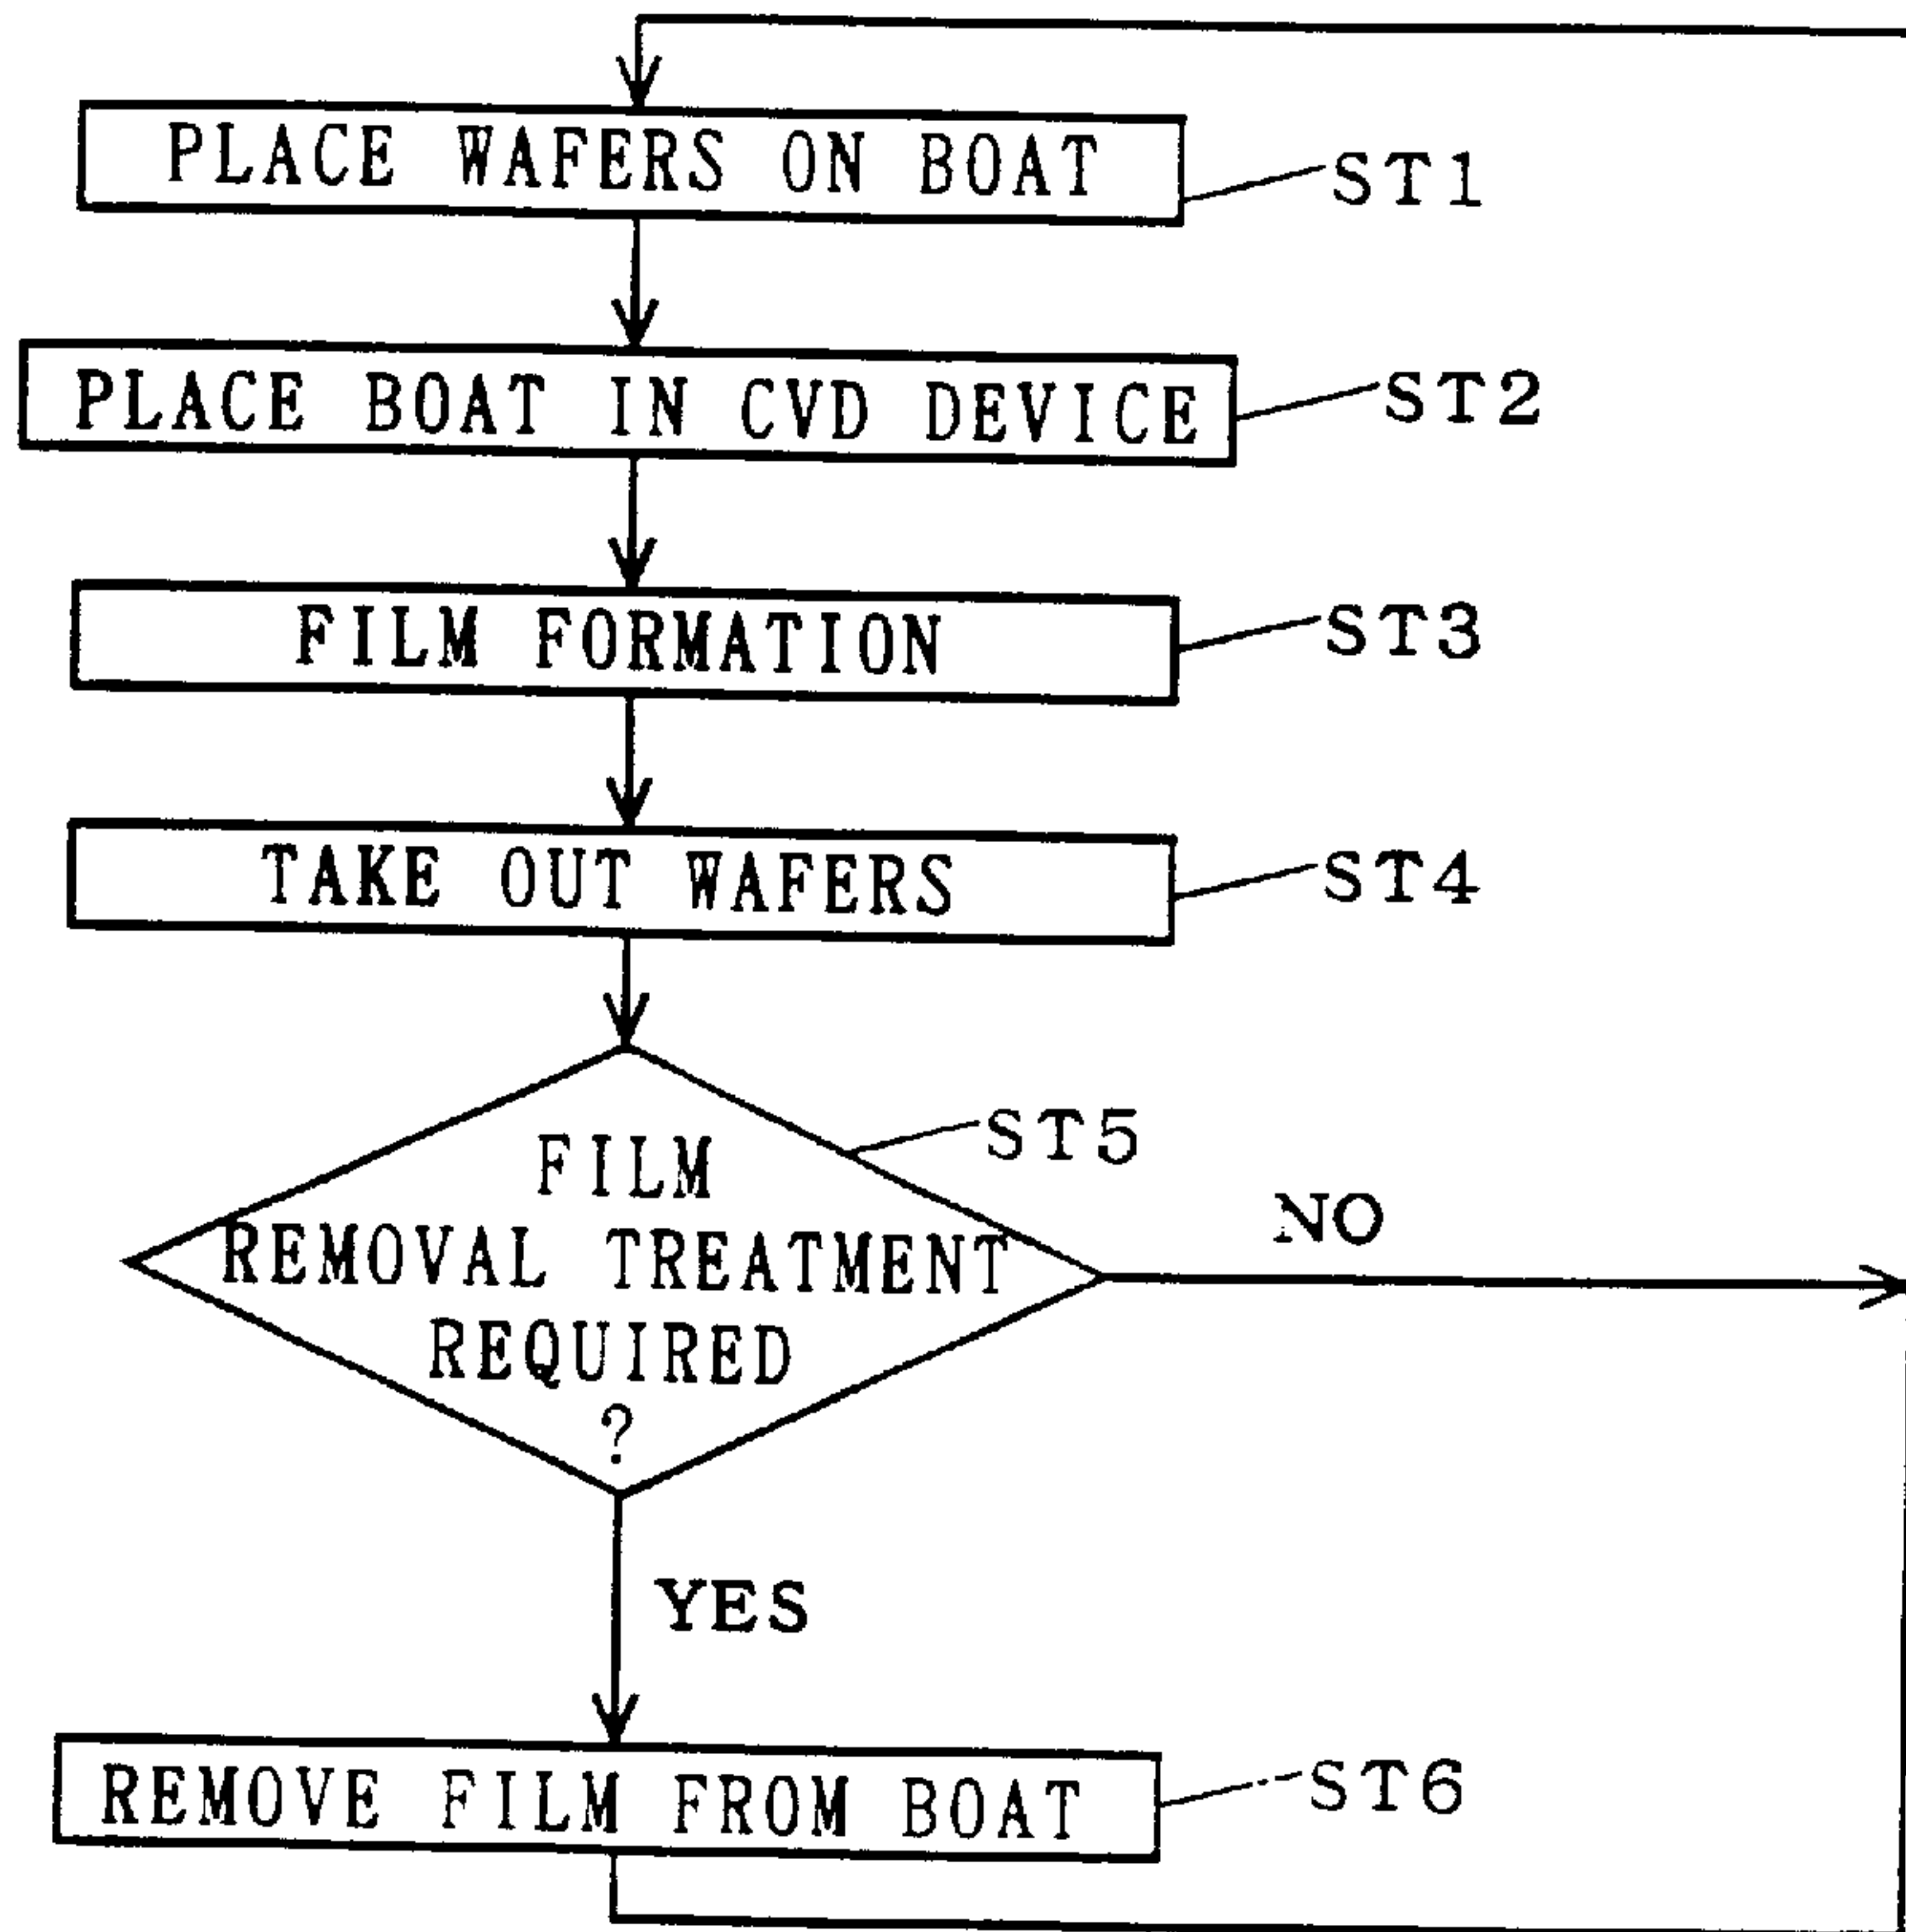 PLACE WAFERS ON BOAT
ST1
PLACE BOAT IN CVD DEVICE
ST2
FILM FORMATION
ST3
TAKE OUT WAFERS
ST4
ST5
FILM
REMOVAL TREATMENT
REQUIRED
?
NO
YES
REMOVE FILM FROM BOAT
ST6